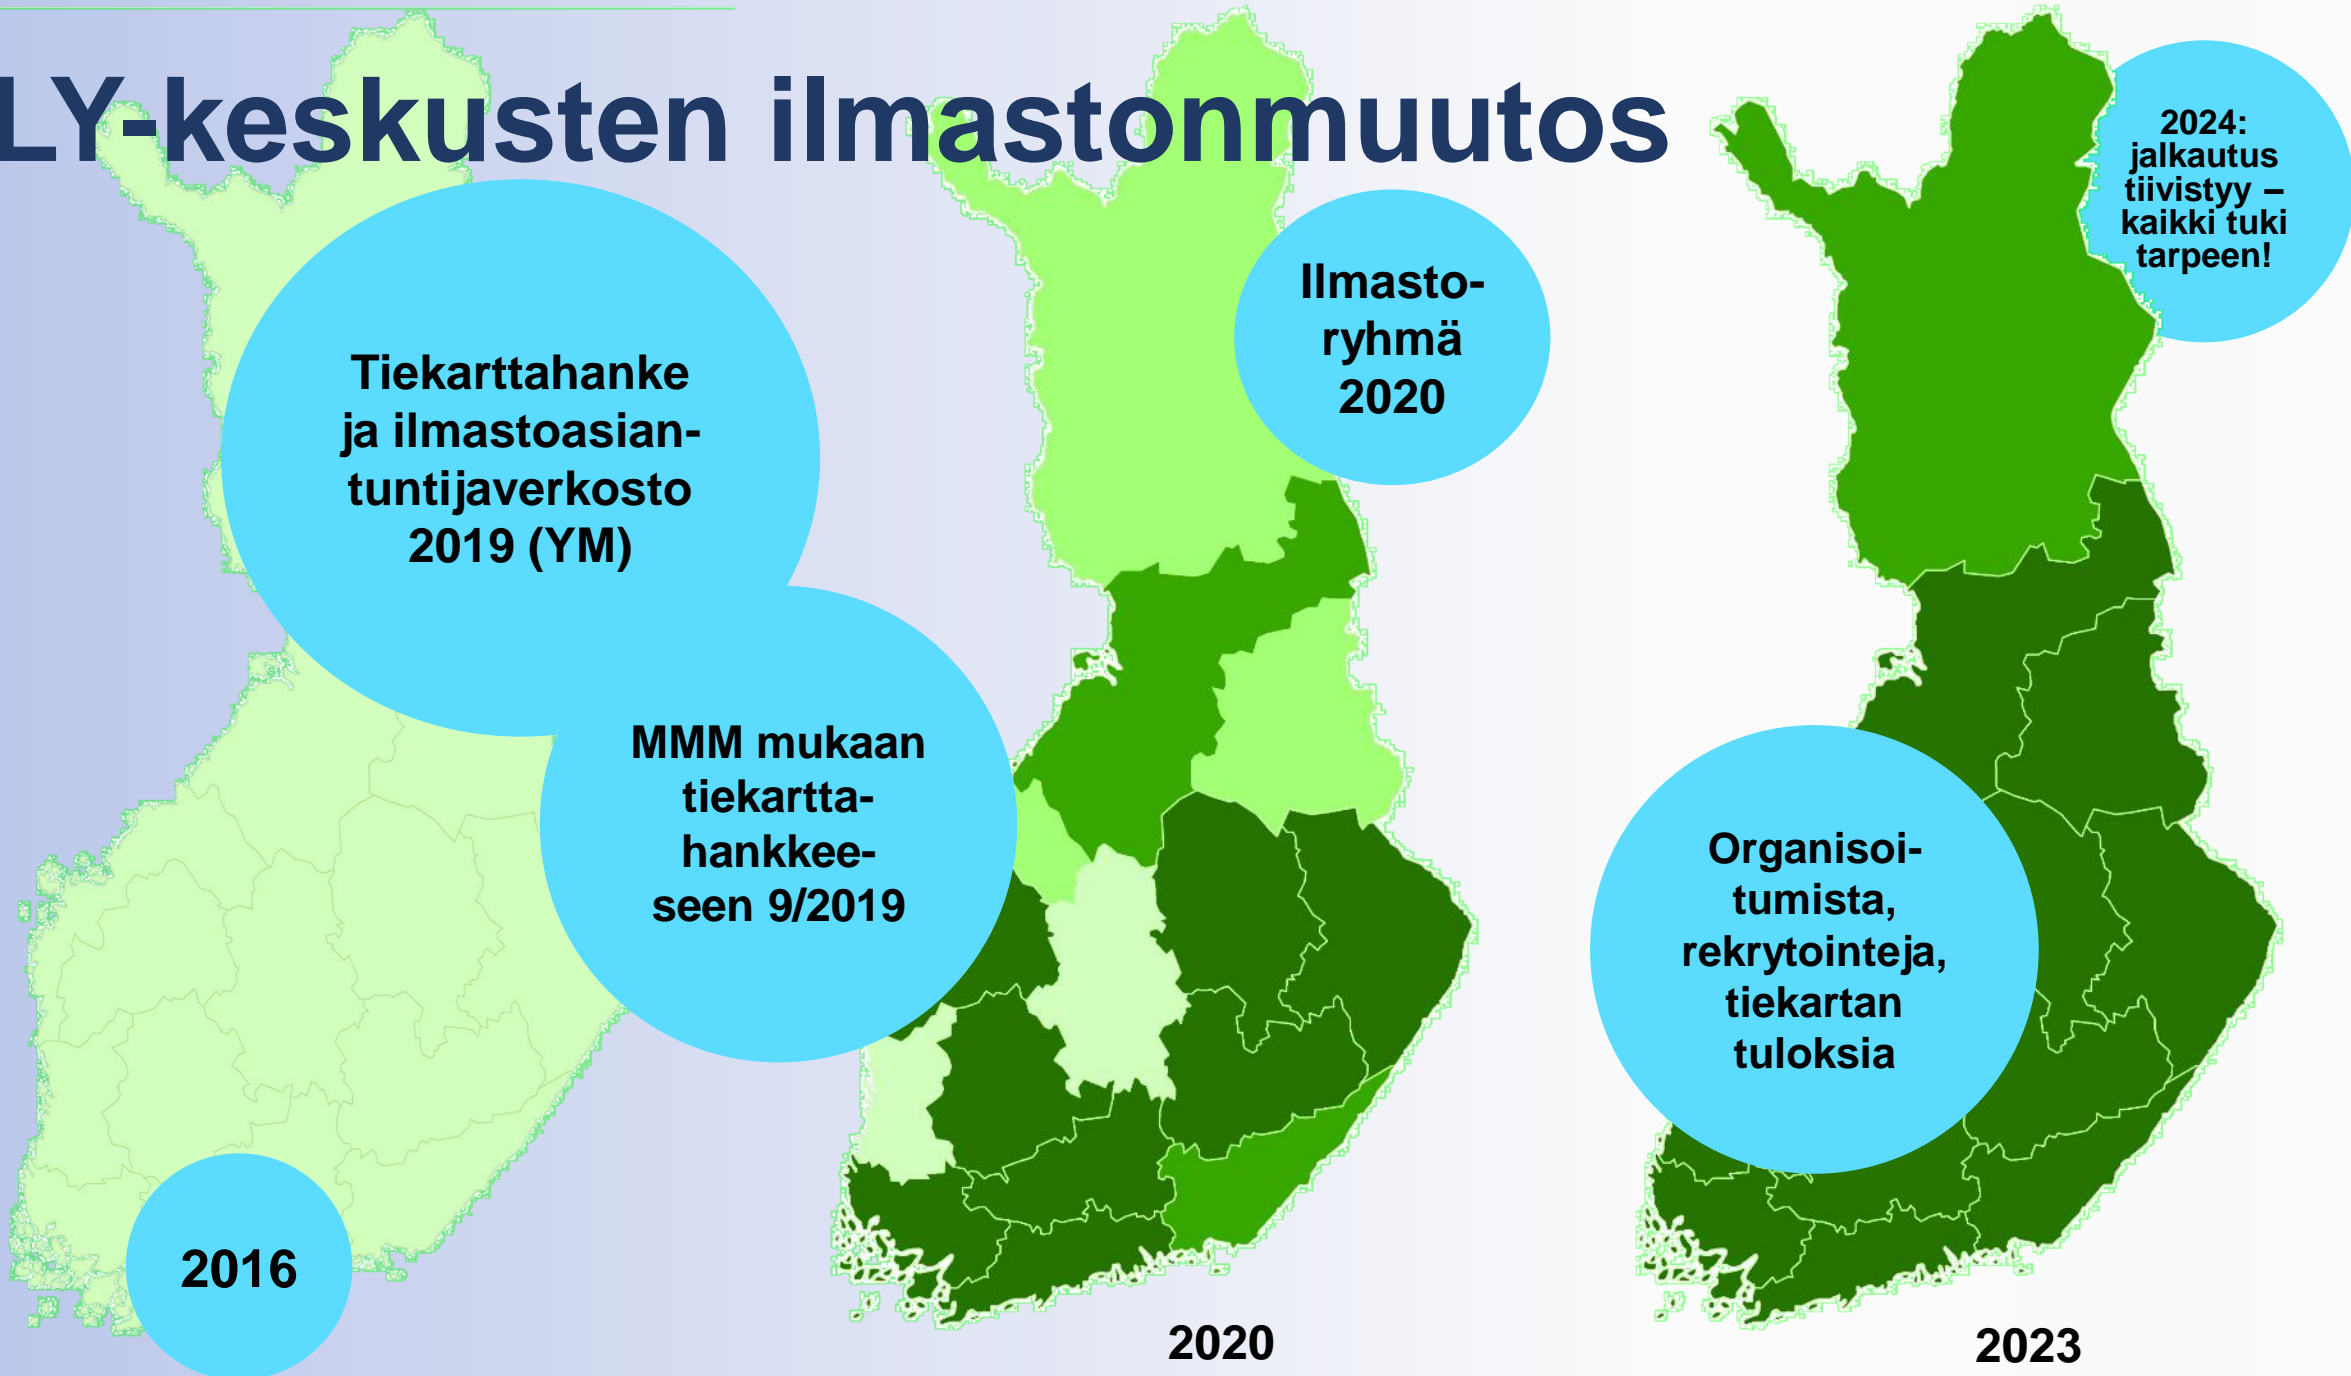 LY-keskusten ilmastonmuutos
Tiekarttahanke
ja ilmastoasian-
tuntijaverkosto
2019 (YM)
MMM mukaan
tiekartta-
hankkee-
seen 9/2019
2016
Ilmasto-
ryhmä
2020
2020
2024:
jalkautus
tiivistyy –
kaikki tuki
tarpeen!
Organisoi-
tumista,
rekrytointeja,
tiekartan
tuloksia
2023